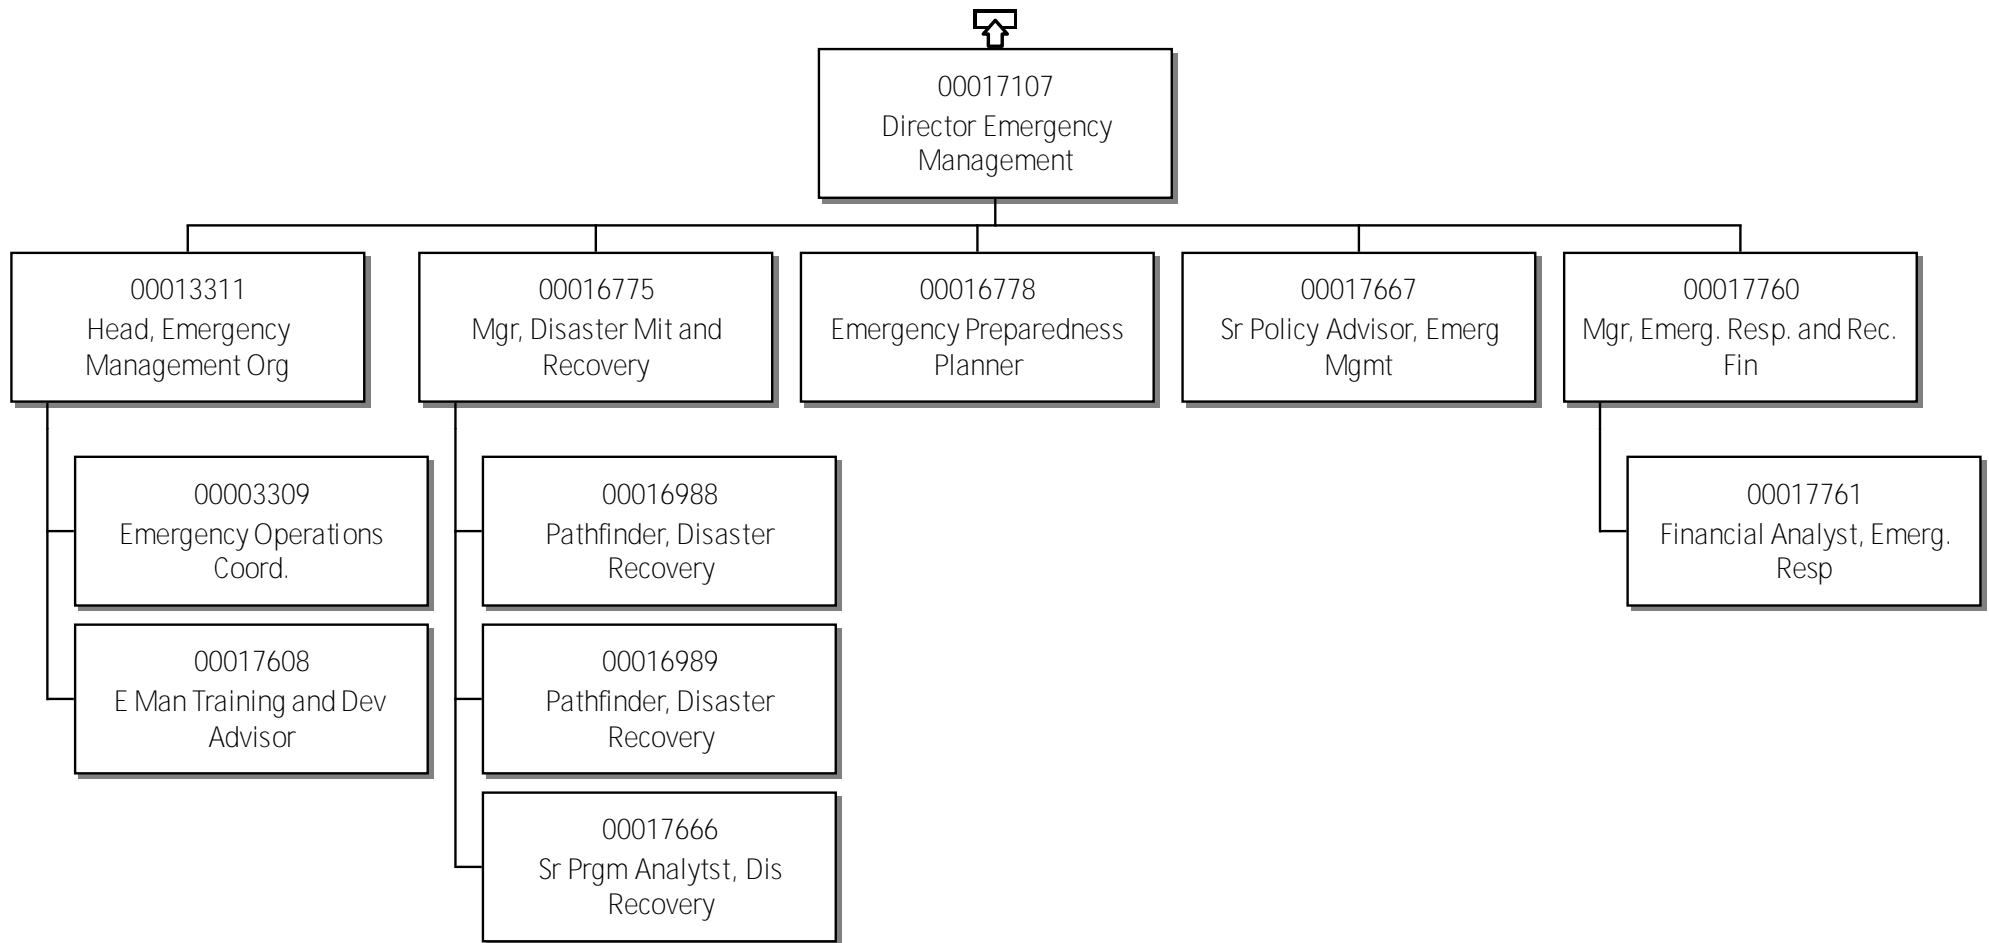 00017107
Director Emergency
Management
00013311
Head, Emergency
Management Org
00016775
Mgr, Disaster Mit and
Recovery
00016778
Emergency Preparedness
Planner
00017667
Sr Policy Advisor, Emerg
Mgmt
00017760
Mgr, Emerg. Resp. and Rec.
Fin
00003309
Emergency Operations
Coord.
00017608
E Man Training and Dev
Advisor
00016988
Pathfinder, Disaster
Recovery
00016989
Pathfinder, Disaster
Recovery
00017666
Sr Prgm Analytst, Dis
Recovery
00017761
Financial Analyst, Emerg.
Resp